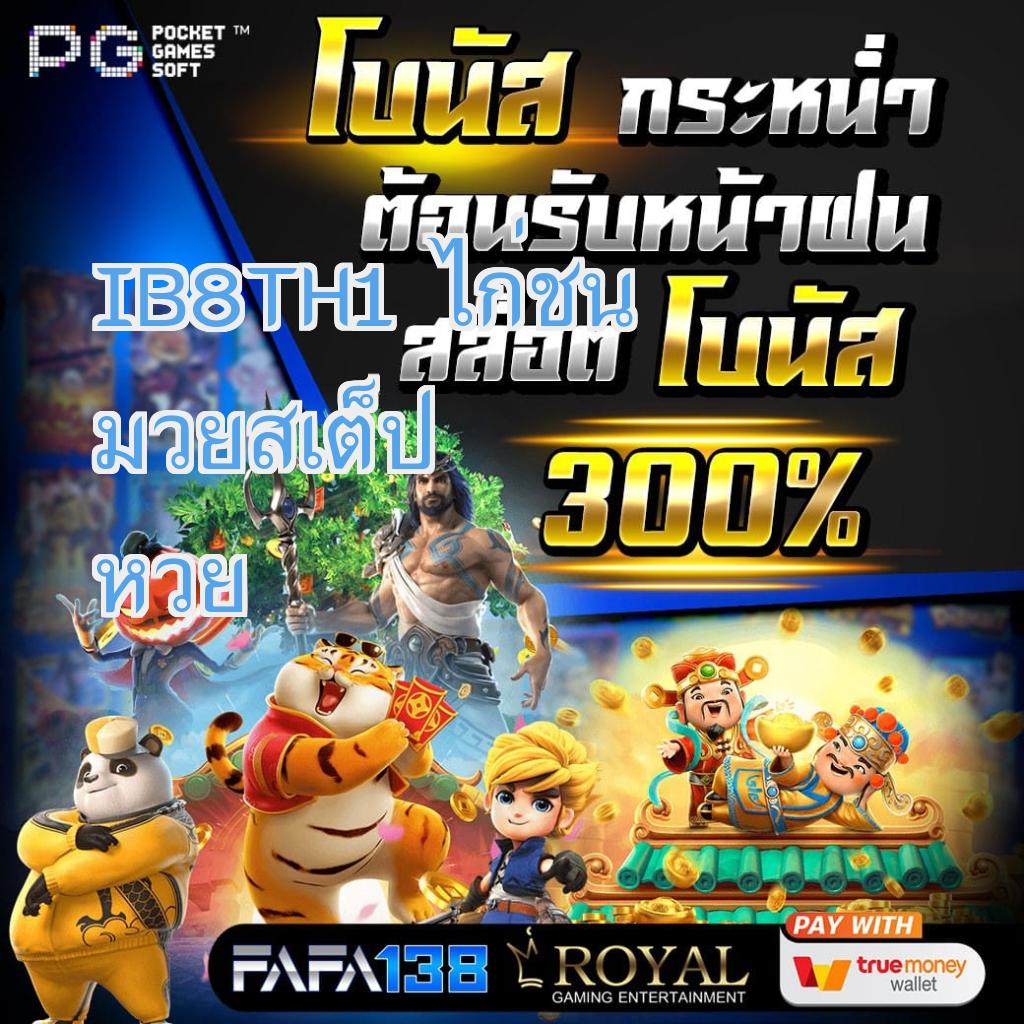 PG POCKET GAMES SOFT ™
โบนัส กระหน่ำ
ต้อนรับหน้าฝน
IB8TH1 ไก่ชน
สล็อต โบนัส
มวยสเต็ป
300%
หวย
FAFA138
ROYAL
GAMING ENTERTAINMENT
PAY WITH
truemoney
wallet